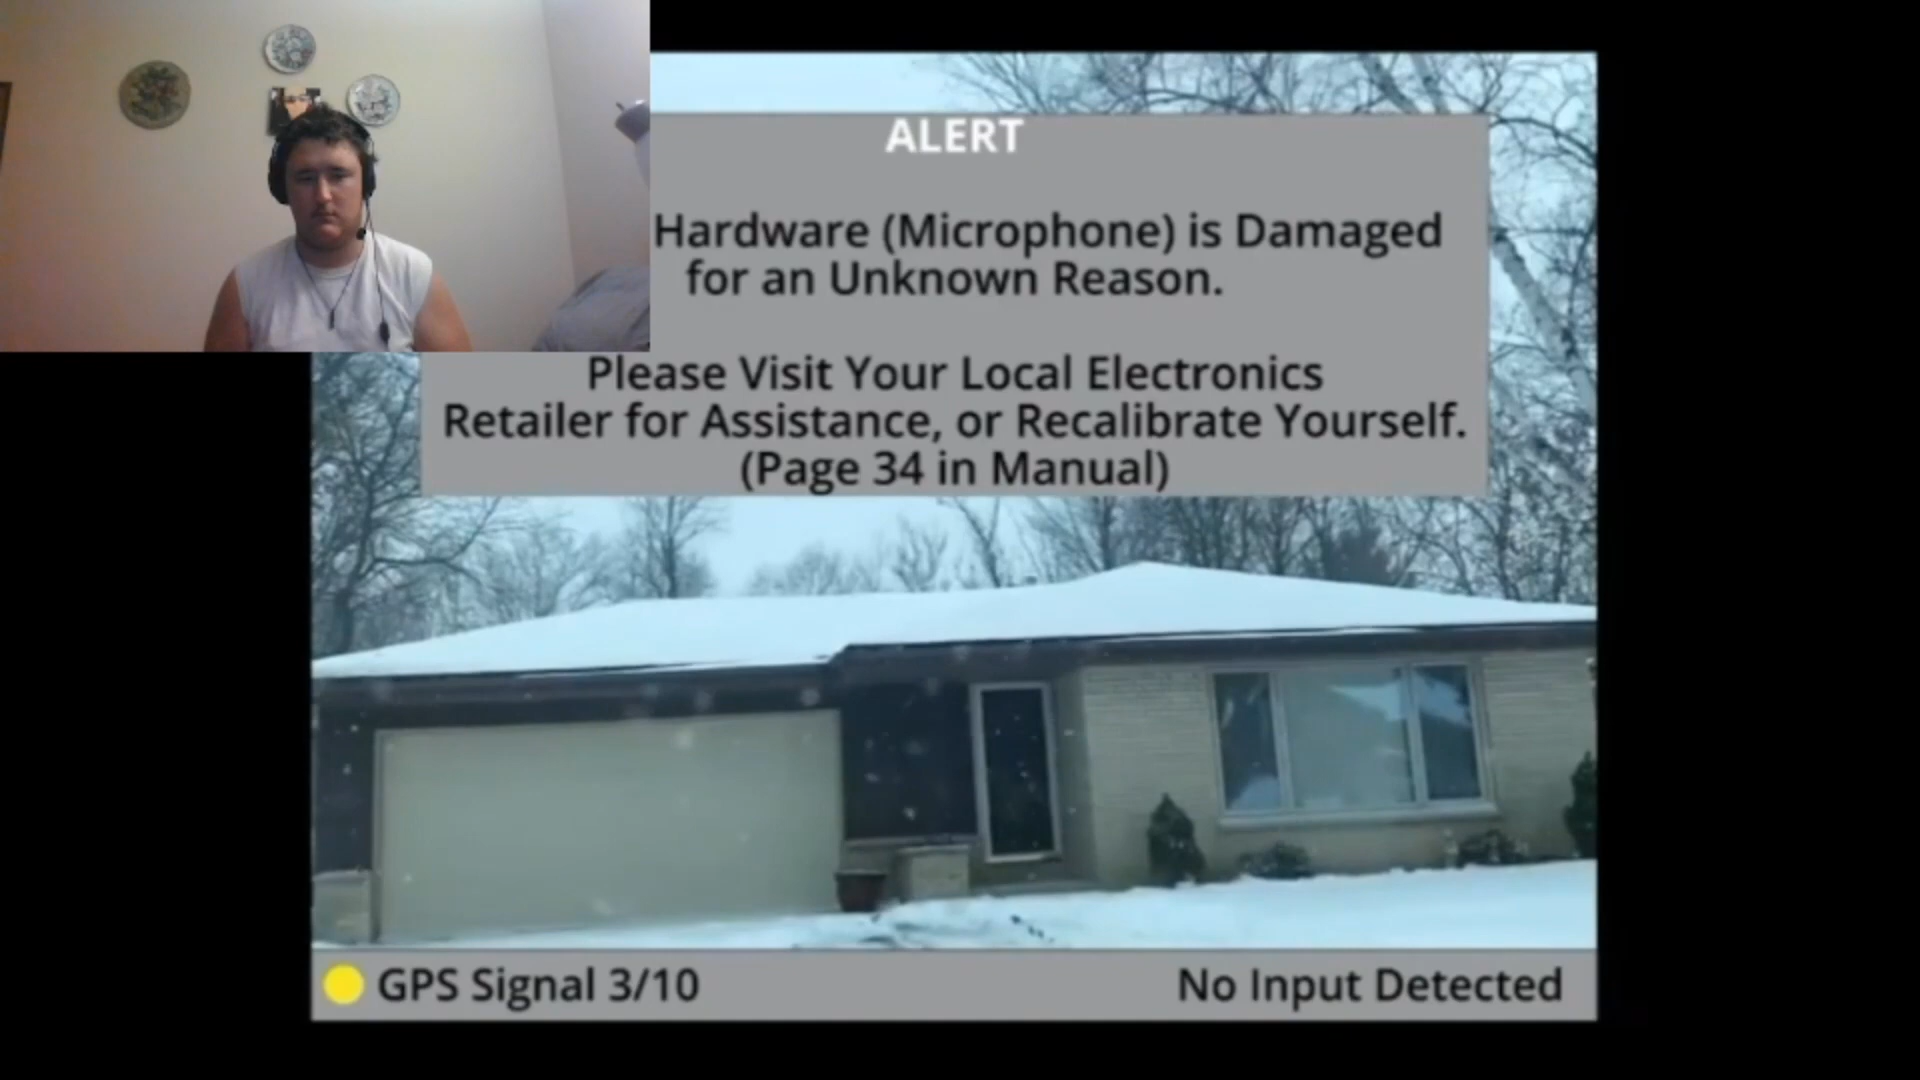 ALERT
Hardware (Microphone) is Damaged
for an Unknown Reason.
Please Visit Your Local Electronics
Retailer for Assistance, or Recalibrate Yourself.
(Page 34 in Manual)
GPS Signal 3/10
No Input Detected